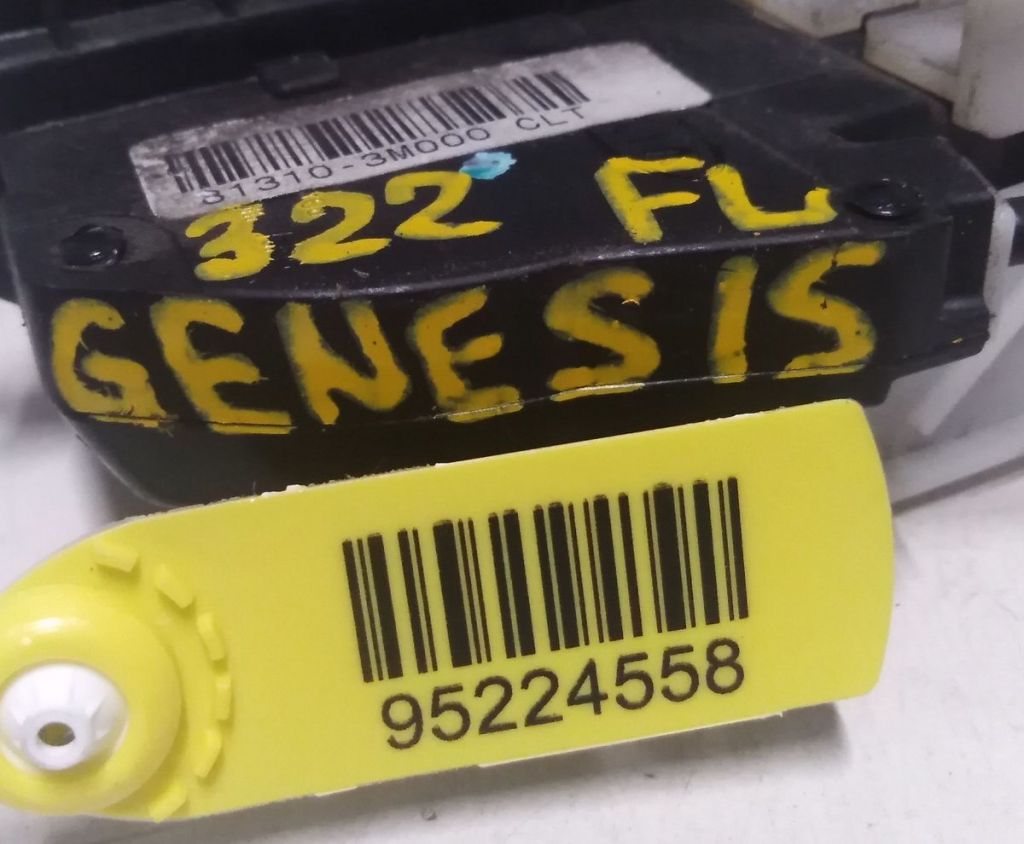 81310-3M000 CLT
322 FL
GENESIS
95224558